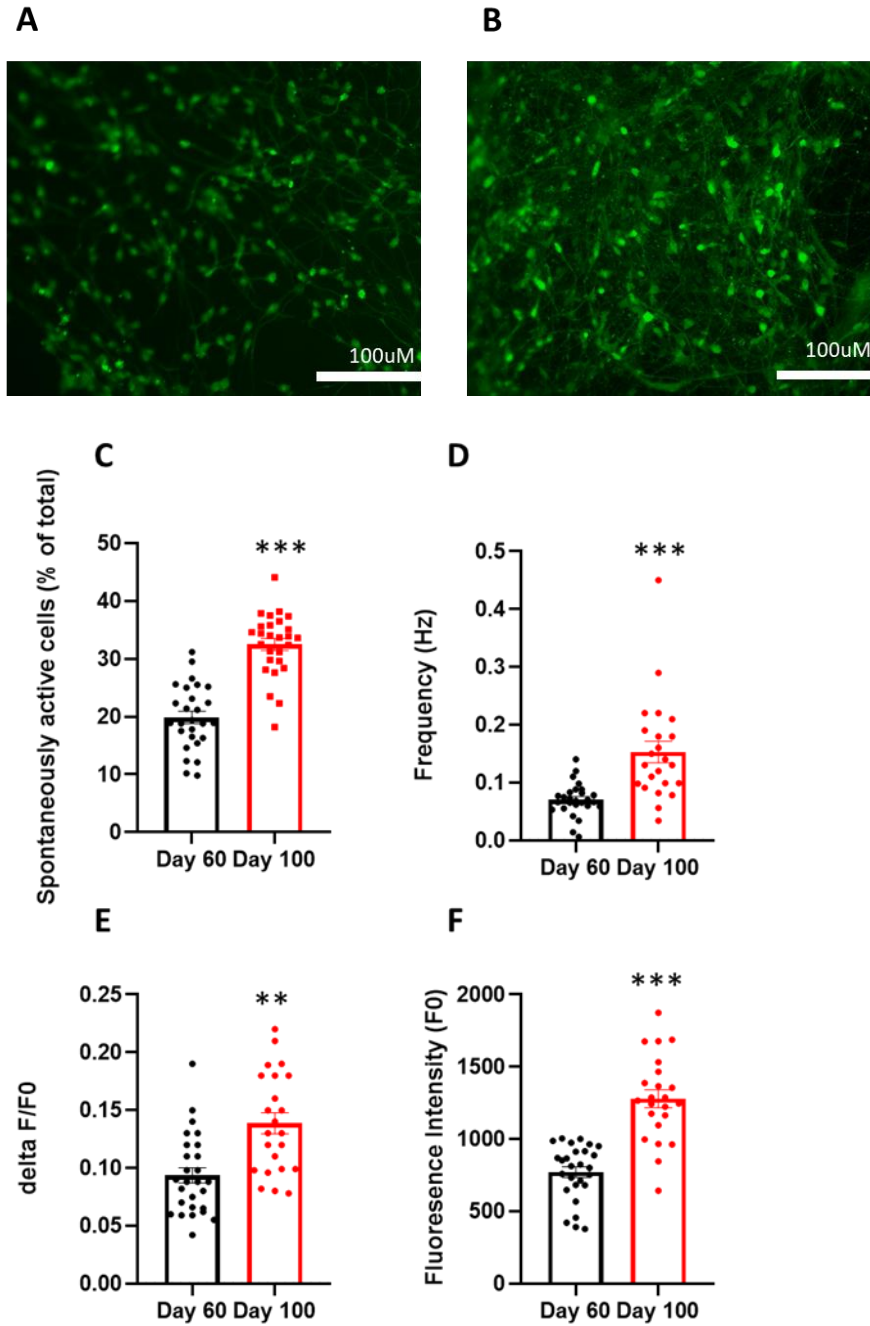 A
B
100uM
100uM
C
D
Spontaneously active cells (% of total)
50
40
30
20
10
0
***
Day 60 Day 100
Frequency (Hz)
0.5
0.4
0.3
0.2
0.1
0.0
***
Day 60 Day 100
E
F
delta F/F0
0.25
0.20
0.15
0.10
0.05
0.00
**
Day 60 Day 100
Fluoresence Intensity (F0)
2000
1500
1000
500
0
***
Day 60 Day 100